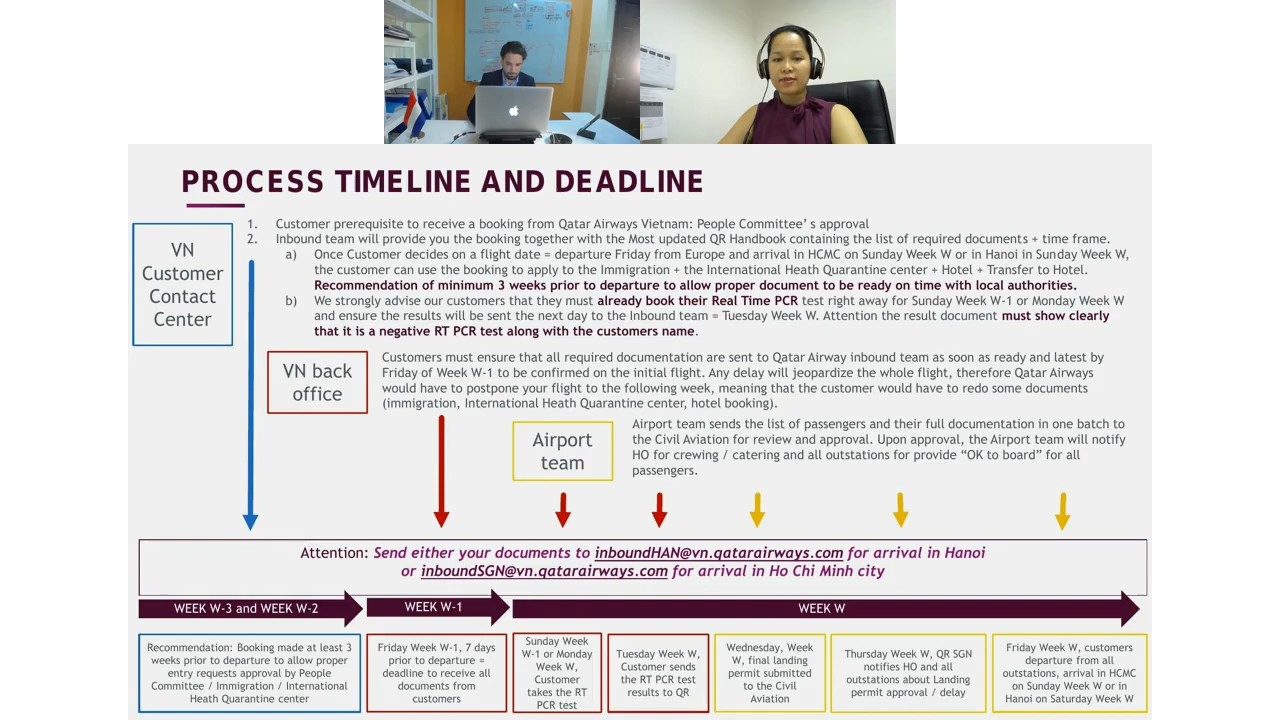 PROCESS TIMELINE AND DEADLINE
VN
Customer
Contact
Center
1. Customer prerequisite to receive a booking from Qatar Airways Vietnam: People Committee' s approval
2. Inbound team will provide you the booking together with the Most updated QR Handbook containing the list of required documents + time frame.
a) Once Customer decides on a flight date = departure Friday from Europe and arrival in HCMC on Sunday Week W or in Hanoi in Sunday Week W,
the customer can use the booking to apply to the Immigration + the International Heath Quarantine center + Hotel + Transfer to Hotel.
Recommendation of minimum 3 weeks prior to departure to allow proper document to be ready on time with local authorities.
b) We strongly advise our customers that they must already book their Real Time PCR test right away for Sunday Week W-1 or Monday Week W
and ensure the results will be sent the next day to the Inbound team = Tuesday Week W. Attention the result document must show clearly
that it is a negative RT PCR test along with the customers name.
VN back
office
Customers must ensure that all required documentation are sent to Qatar Airway inbound team as soon as ready and latest by
Friday of Week W-1 to be confirmed on the initial flight. Any delay will jeopardize the whole flight, therefore Qatar Airways
would have to postpone your flight to the following week, meaning that the customer would have to redo some documents
(immigration, International Heath Quarantine center, hotel booking).
Airport
team
Airport team sends the list of passengers and their full documentation in one batch to
the Civil Aviation for review and approval. Upon approval, the Airport team will notify
HO for crewing / catering and all outstations for provide “OK to board” for all
passengers.
Attention: Send either your documents to inboundHAN@vn.qatarairways.com for arrival in Hanoi
or inboundSGN@vn.qatarairways.com for arrival in Ho Chi Minh city
WEEK W-3 and WEEK W-2
WEEK W-1
WEEK W
Recommendation: Booking made at least 3
weeks prior to departure to allow proper
entry requests approval by People
Committee / Immigration / International
Heath Quarantine center
Friday Week W-1, 7 days
prior to departure =
deadline to receive all
documents from
customers
Sunday Week
W-1 or Monday
Week W,
Customer
takes the RT
PCR test
Tuesday Week W,
Customer sends
the RT PCR test
results to QR
Wednesday, Week
W, final landing
permit submitted
to the Civil
Aviation
Thursday Week W, QR SGN
notifies HO and all
outstations about Landing
permit approval / delay
Friday Week W, customers
departure from all
outstations, arrival in HCMC
on Sunday Week W or in
Hanoi on Saturday Week W